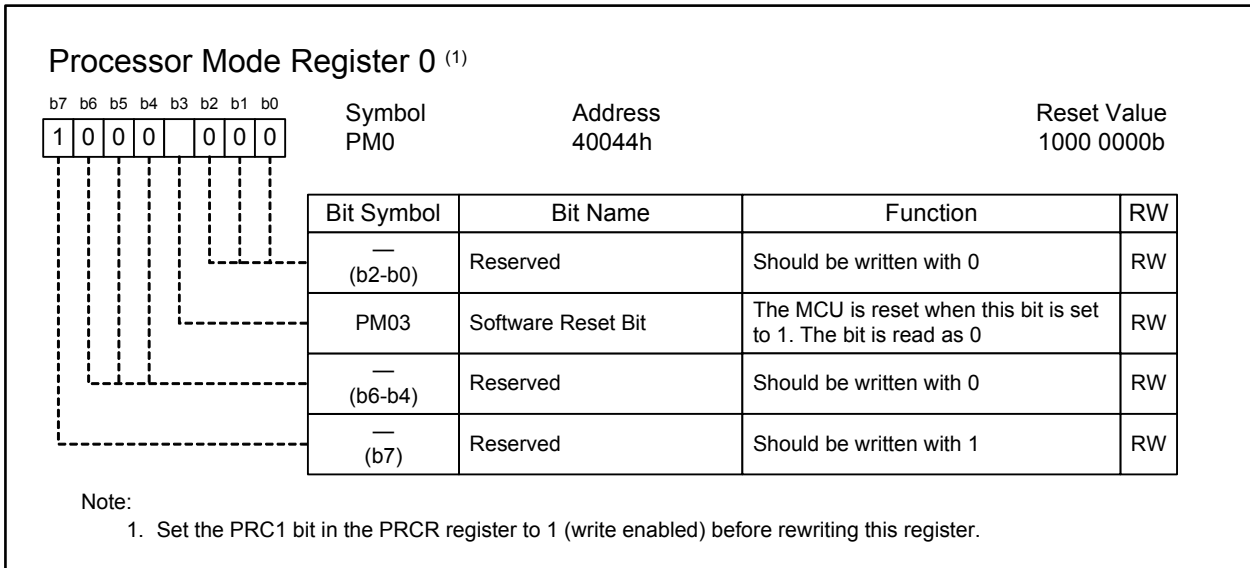 Processor Mode Register 0 (1)
b7 b6 b5 b4 b3 b2 b1 b0
1 0 0 0 0 0 0
Symbol Address Reset Value
PM0 40044h 1000 0000b
Bit Symbol Bit Name Function RW
—
(b2-b0) Reserved Should be written with 0 RW
PM03 Software Reset Bit The MCU is reset when this bit is set
to 1. The bit is read as 0 RW
—
(b6-b4) Reserved Should be written with 0 RW
—
(b7) Reserved Should be written with 1 RW
Note:
1. Set the PRC1 bit in the PRCR register to 1 (write enabled) before rewriting this register.